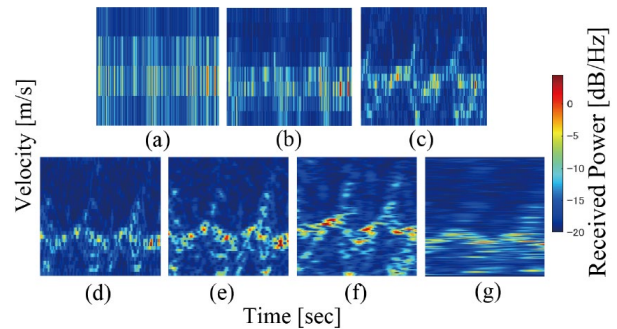 Velocity [m/s]
(a)
(b)
(c)
(d)
(e)
(f)
(g)
Time [sec]
Received Power [dB/Hz]
0
-5
-10
-15
-20